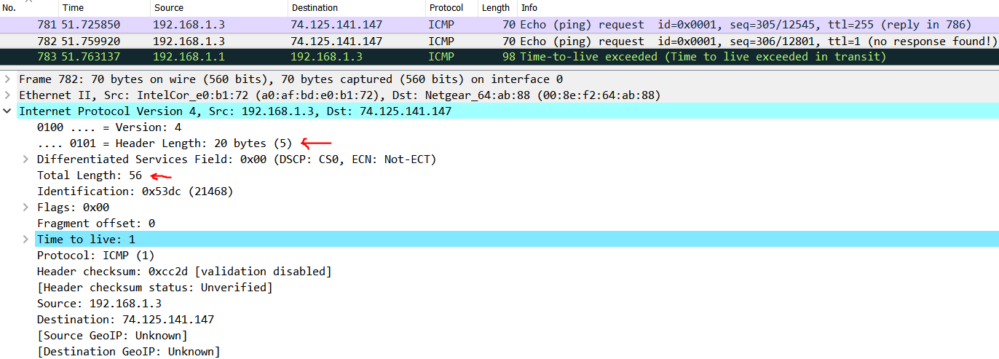 No. Time Source Destination Protocol Length Info
781 51.725850 192.168.1.3 74.125.141.147 ICMP 70 Echo (ping) request id=0x0001, seq=305/12545, ttl=255 (reply in 786)
782 51.759920 192.168.1.3 74.125.141.147 ICMP 70 Echo (ping) request id=0x0001, seq=306/12801, ttl=1 (no response found!)
783 51.763137 192.168.1.1 192.168.1.3 ICMP 98 Time-to-live exceeded (Time to live exceeded in transit)
Frame 782: 70 bytes on wire (560 bits), 70 bytes captured (560 bits) on interface 0
Ethernet II, Src: IntelCor_e0:b1:72 (a0:af:bd:e0:b1:72), Dst: Netgear_64:ab:88 (00:8e:f2:64:ab:88)
Internet Protocol Version 4, Src: 192.168.1.3, Dst: 74.125.141.147
0100 .... = Version: 4
.... 0101 = Header Length: 20 bytes (5)
Differentiated Services Field: 0x00 (DSCP: CS0, ECN: Not-ECT)
Total Length: 56
Identification: 0x53dc (21468)
Flags: 0x00
Fragment offset: 0
Time to live: 1
Protocol: ICMP (1)
Header checksum: 0xcc2d [validation disabled]
[Header checksum status: Unverified]
Source: 192.168.1.3
Destination: 74.125.141.147
[Source GeoIP: Unknown]
[Destination GeoIP: Unknown]